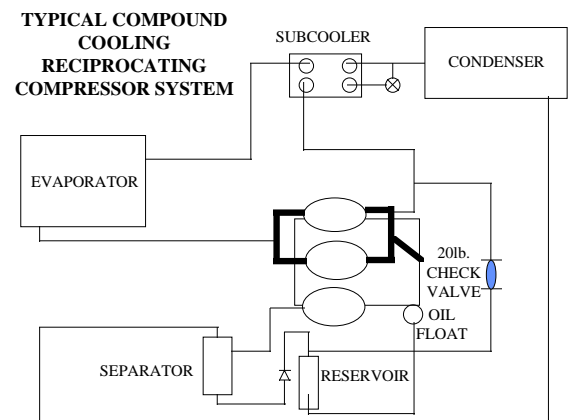 TYPICAL COMPOUND
COOLING
RECIPROCATING
COMPRESSOR SYSTEM
SUBCOOLER
CONDENSER
EVAPORATOR
20lb.
CHECK
VALVE
OIL
FLOAT
SEPARATOR
RESERVOIR